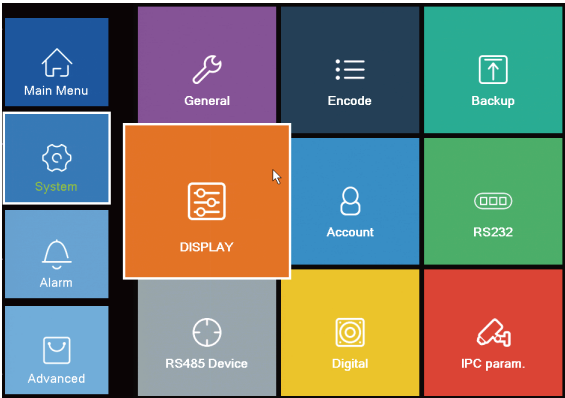 Main Menu
System
Alarm
Advanced
General
Encode
Backup
DISPLAY
Account
RS232
RS485 Device
Digital
IPC param.